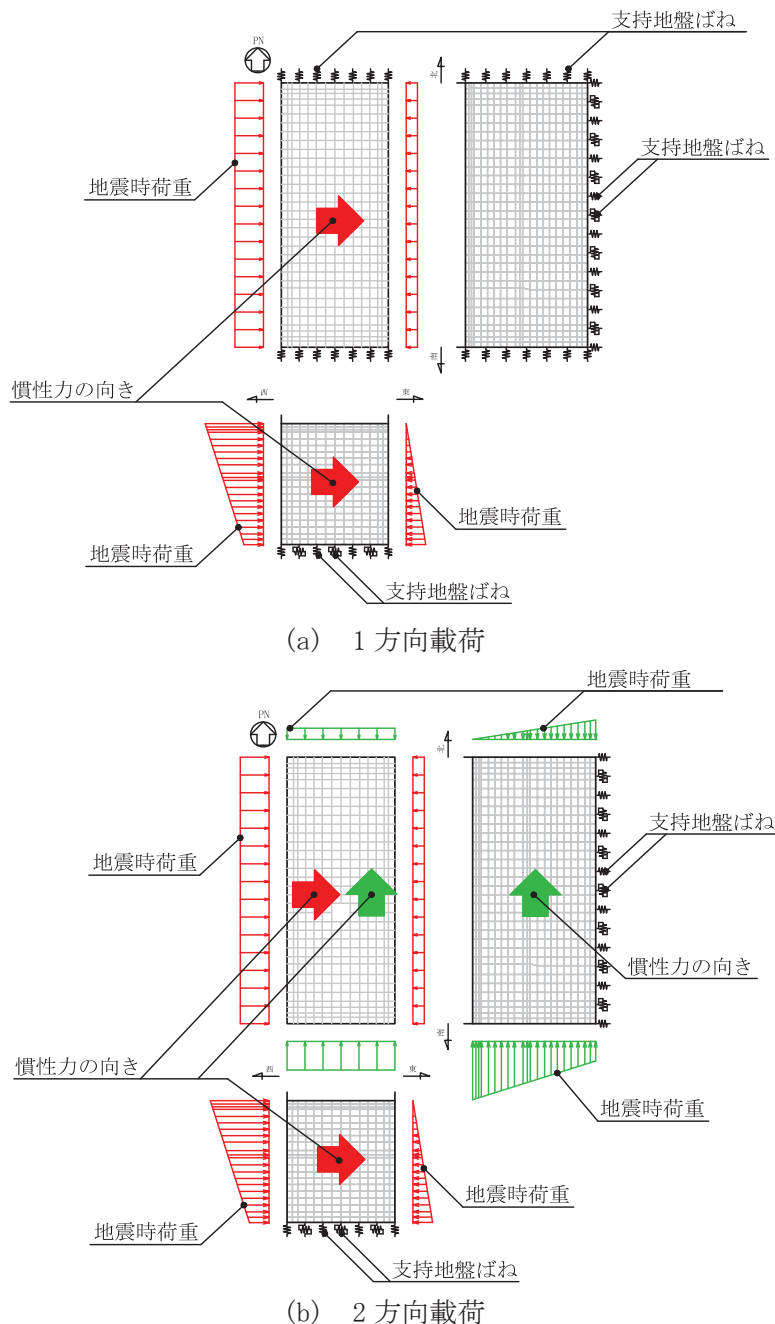 支持地盤ばね
PN
北
支持地盤ばね
地震時荷重
慣性力の向き
南
西
東
地震時荷重
地震時荷重
支持地盤ばね
(a) 1 方向載荷
地震時荷重
PN
北
支持地盤ばね
地震時荷重
慣性力の向き
南
慣性力の向き
西
東
地震時荷重
地震時荷重
地震時荷重
支持地盤ばね
(b) 2 方向載荷